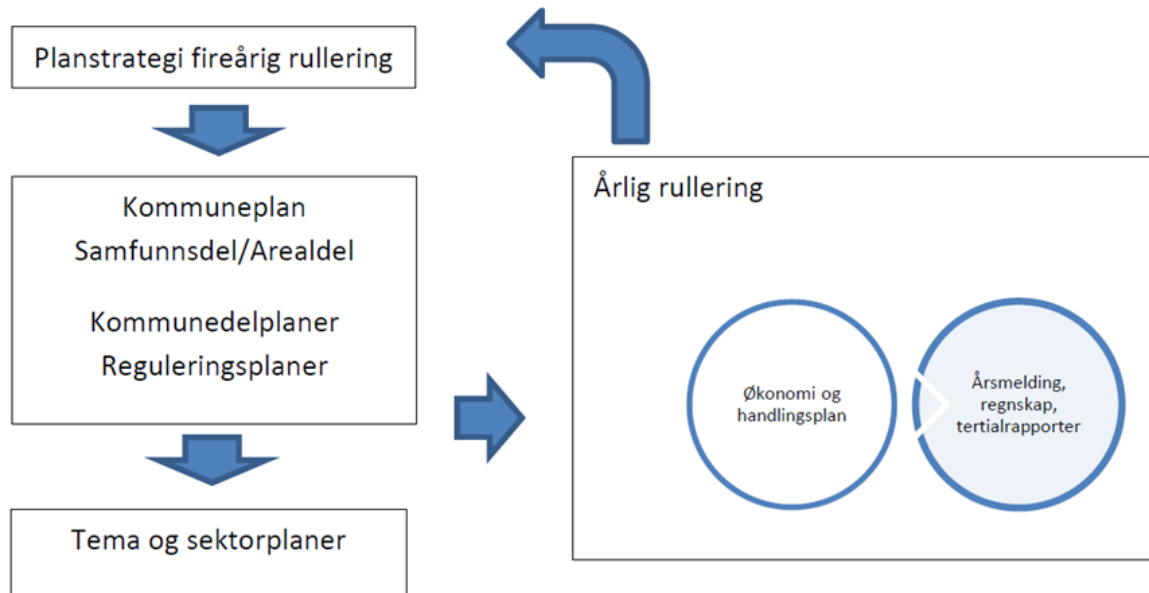 Planstrategi fireårig rullering
Kommuneplan
Samfunnsdel/Arealdel
Kommunedelplaner
Reguleringsplaner
Tema og sektorplaner
Årlig rullering
Økonomi og
handlingsplan
Årsmelding,
regnskap,
tertialrapporter